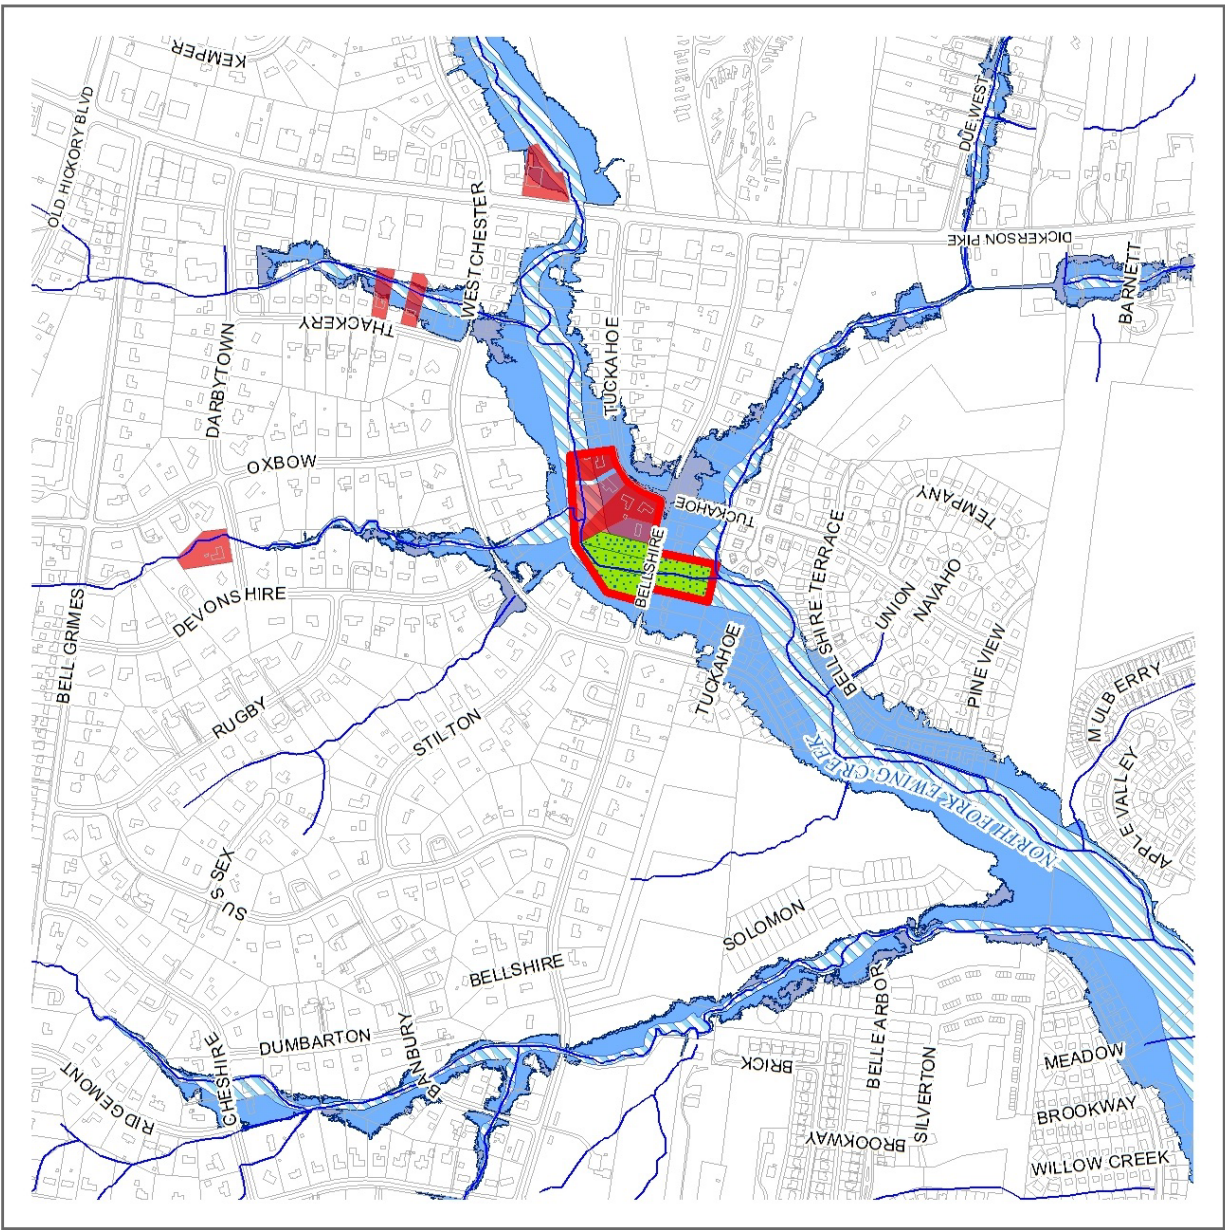 KEMPER
OLD HICKORY BLVD
DUE WEST
WESTCHESTER
DICKERSON PIKE
BARNETT
THACKERY
TUCKAHOE
DARBYTOWN
OXBOW
TEMPANY
TUCKAHOE
BELLSHIRE TERRACE
BELLSHIRE
UNION
NAVAHO
DEVONSHIRE
BELL GRIMES
TUCKAHOE
PINEVIEW
RUGBY
STILTON
MULBERRY
NORTH FORK EWING CREEK
APPLE VALLEY
SUSSEX
SOLOMON
BELLSHIRE
DUMBARTON
BANBURY
CHESHIRE
RIDGEMONT
BRICK
BELLE ARBOR
SILVERTON
MEADOW
BROOKWAY
BROOKWAY
WILLOW CREEK